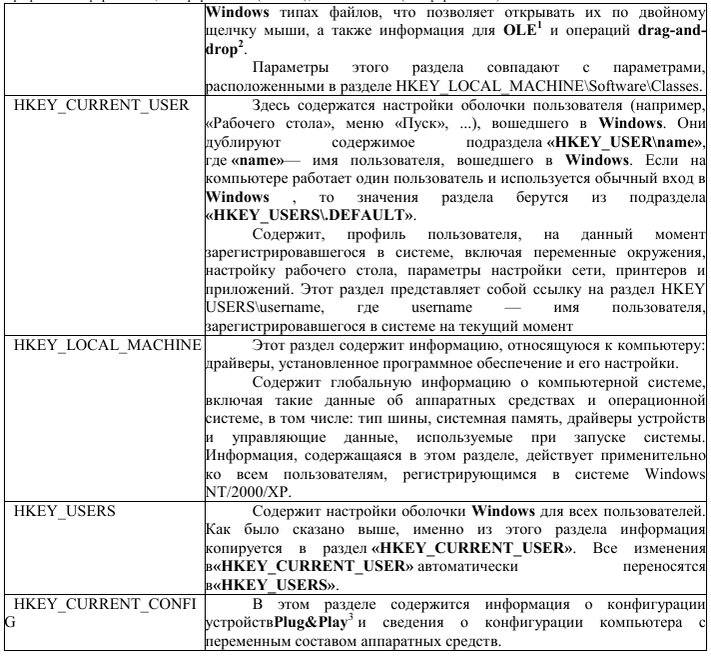 Windows типах файлов, что позволяет открывать их по двойному
щелчку мыши, а также информация для OLE1 и операций drag-and-
drop2.
Параметры этого раздела совпадают с параметрами,
расположенными в разделе HKEY_LOCAL_MACHINE\Software\Classes.
HKEY_CURRENT_USER
Здесь содержатся настройки оболочки пользователя (например,
«Рабочего стола», меню «Пуск», ...), вошедшего в Windows. Они
дублируют содержимое подраздела «HKEY_USER\name»,
где «name»— имя пользователя, вошедшего в Windows. Если на
компьютере работает один пользователь и используется обычный вход в
Windows , то значения раздела берутся из подраздела
«HKEY_USERS\.DEFAULT».
Содержит, профиль пользователя, на данный момент
зарегистрировавшегося в системе, включая переменные окружения,
настройку рабочего стола, параметры настройки сети, принтеров и
приложений. Этот раздел представляет собой ссылку на раздел HKEY
USERS\username, где username — имя пользователя,
зарегистрировавшегося в системе на текущий момент
HKEY_LOCAL_MACHINE
Этот раздел содержит информацию, относящуюся к компьютеру:
драйверы, установленное программное обеспечение и его настройки.
Содержит глобальную информацию о компьютерной системе,
включая такие данные об аппаратных средствах и операционной
системе, в том числе: тип шины, системная память, драйверы устройств
и управляющие данные, используемые при запуске системы.
Информация, содержащаяся в этом разделе, действует применительно
ко всем пользователям, регистрирующимся в системе Windows
NT/2000/XP.
HKEY_USERS
Содержит настройки оболочки Windows для всех пользователей.
Как было сказано выше, именно из этого раздела информация
копируется в раздел «HKEY_CURRENT_USER». Все изменения
в«HKEY_CURRENT_USER» автоматически переносятся
в«HKEY_USERS».
HKEY_CURRENT_CONFI
G
В этом разделе содержится информация о конфигурации
устройствPlug&Play3 и сведения о конфигурации компьютера с
переменным составом аппаратных средств.